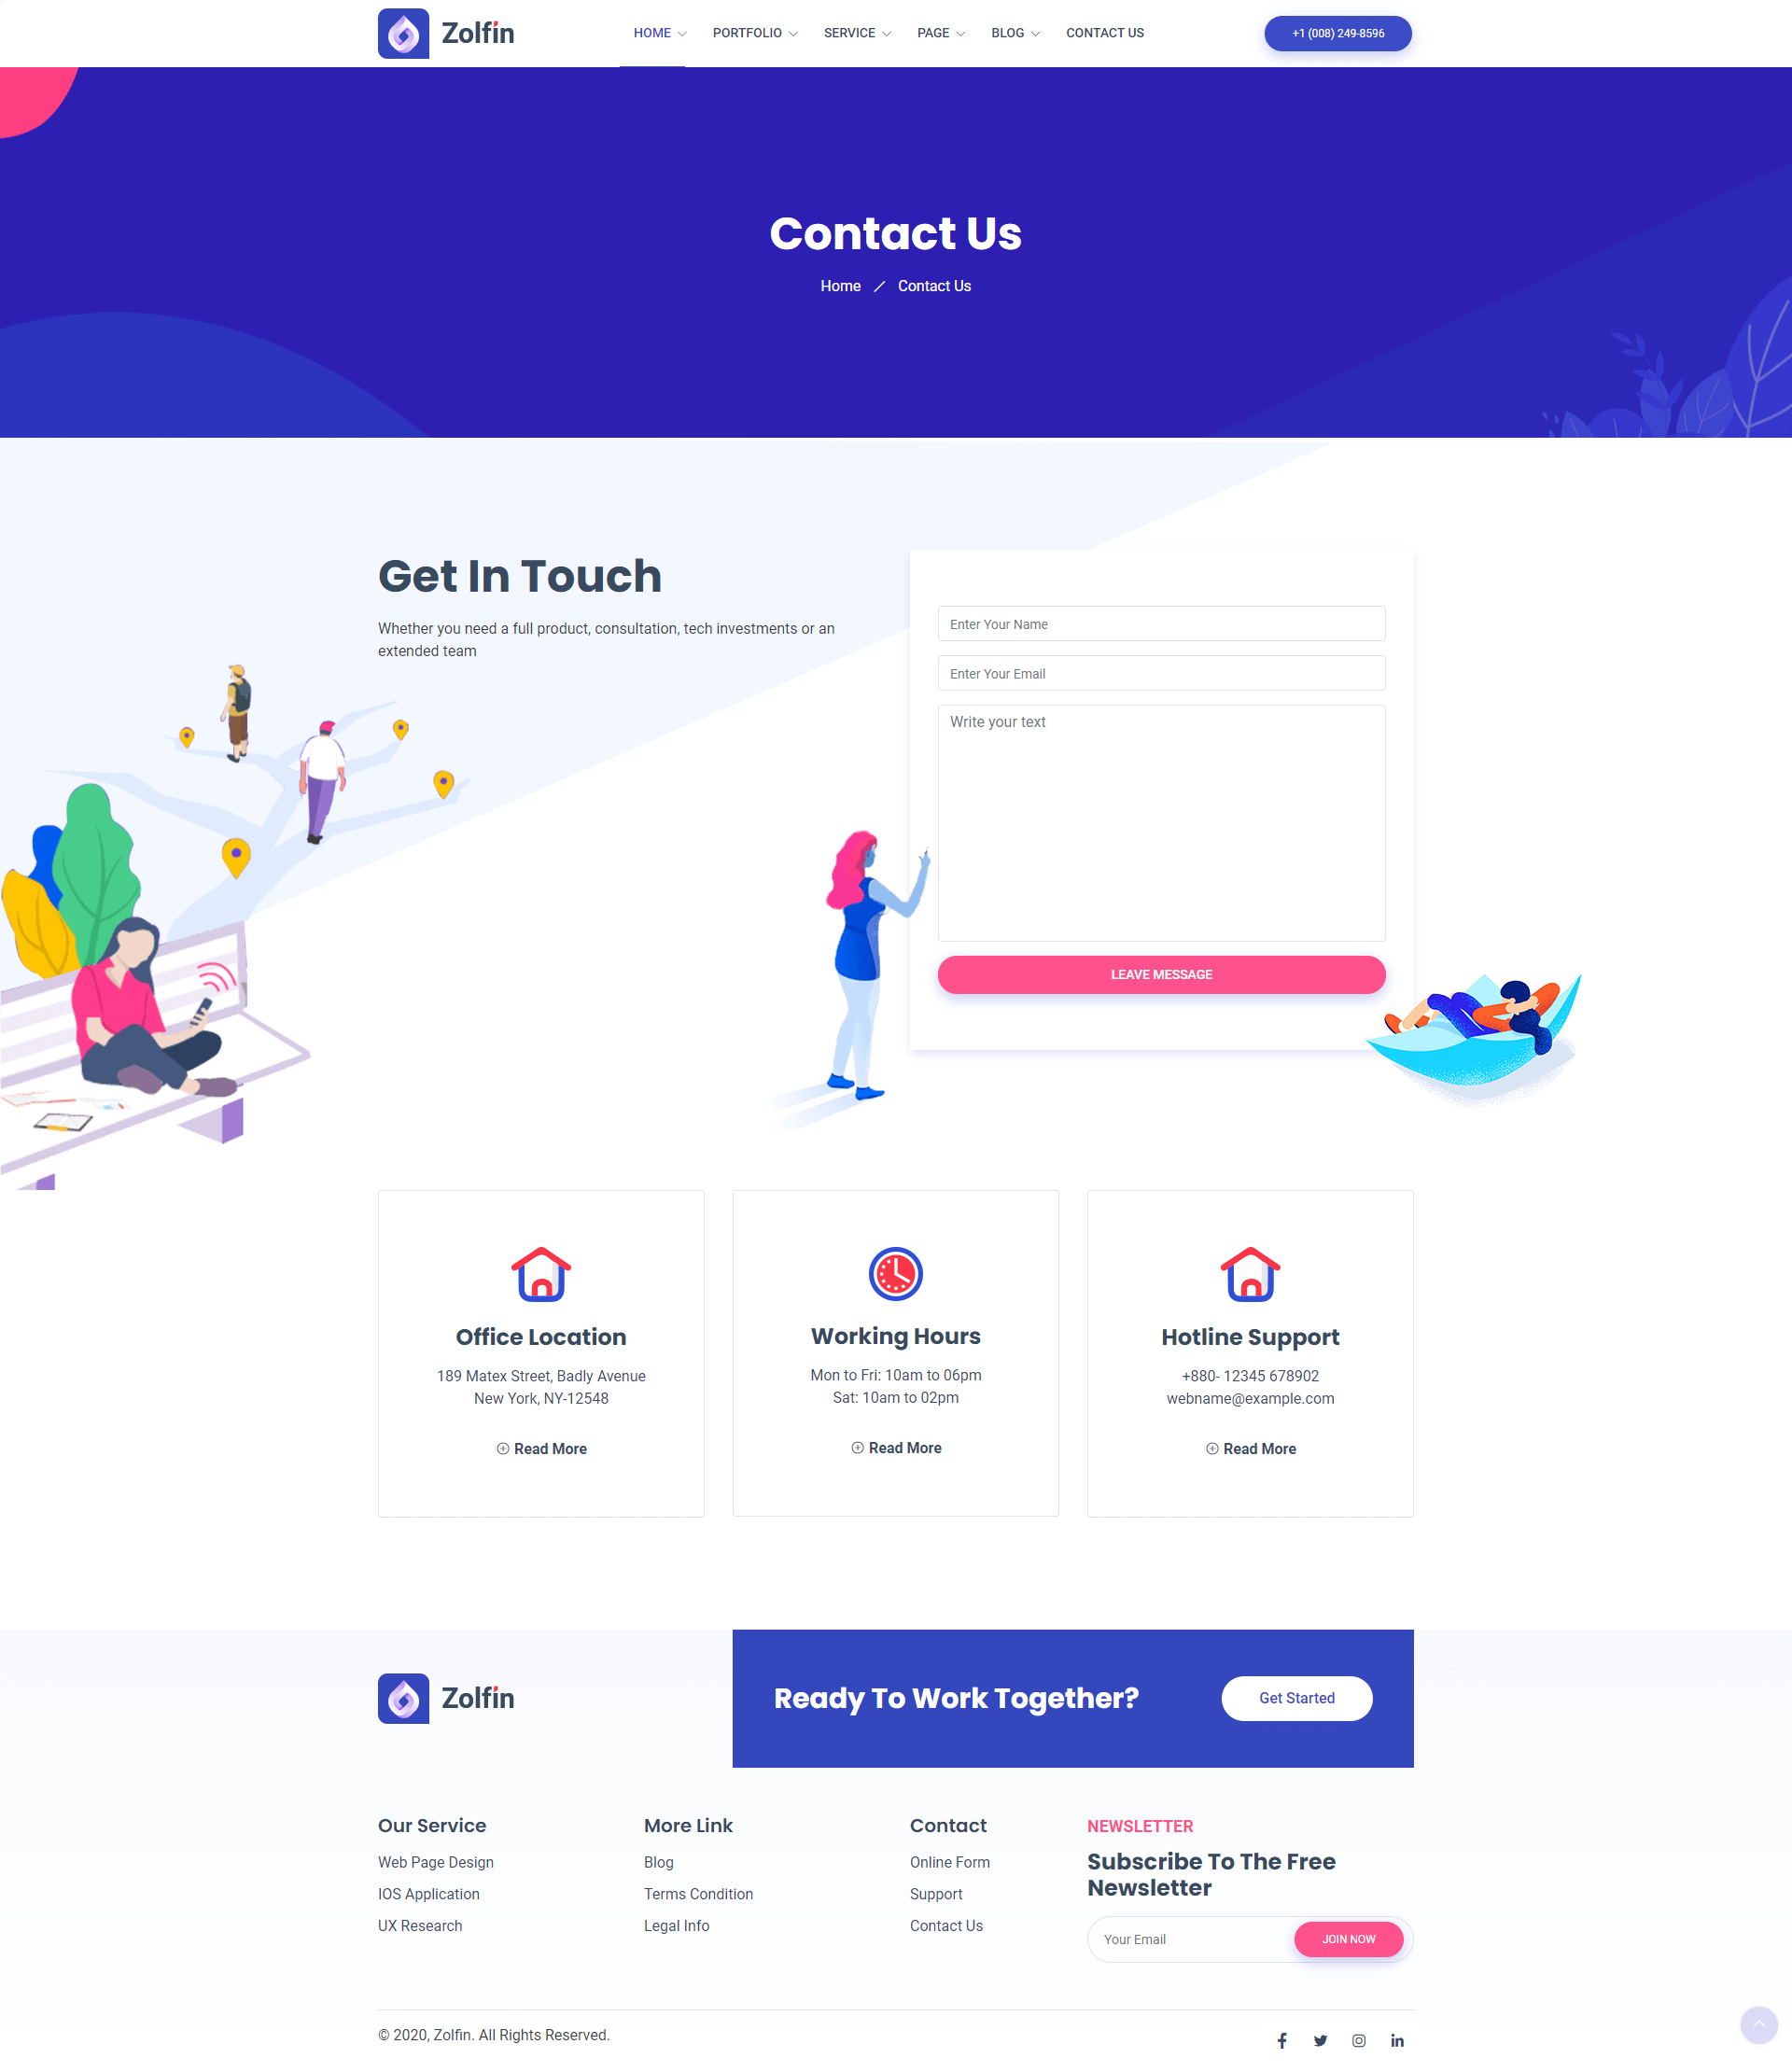 Zolfin
HOME PORTFOLIO SERVICE PAGE BLOG CONTACT US
+1 (008) 249-8596
Contact Us
Home / Contact Us
Get In Touch
Whether you need a full product, consultation, tech investments or an
extended team
Enter Your Name
Enter Your Email
Write your text
LEAVE MESSAGE
Office Location
189 Matex Street, Badly Avenue
New York, NY-12548
Read More
Working Hours
Mon to Fri: 10am to 06pm
Sat: 10am to 02pm
Read More
Hotline Support
+880- 12345 678902
webname@example.com
Read More
Zolfin
Ready To Work Together?
Get Started
Our Service
Web Page Design
IOS Application
UX Research
More Link
Blog
Terms Condition
Legal Info
Contact
Online Form
Support
Contact Us
NEWSLETTER
Subscribe To The Free
Newsletter
Your Email
JOIN NOW
© 2020, Zolfin. All Rights Reserved.